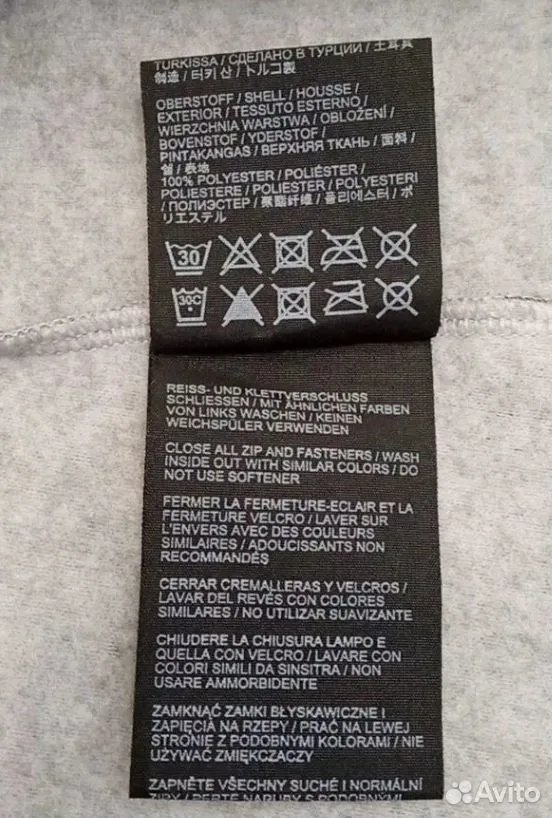 TURKISSA / СДЕЛАНО В ТУРЦИИ / 土耳其
制造 / 터키 산 / トルコ製
OBERSTOFF / SHELL / HOUSSE /
EXTERIOR / TESSUTO ESTERNO /
WIERZCHNIA WARSTWA / OBLOŽENÍ /
BOVENSTOF / YDERSTOF /
PINTAKANGAS / ВЕРХНЯЯ ТКАНЬ / 面料 /
쉘 / 表地
100% POLYESTER / POLIÉSTER /
POLIESTERE / POLIESTER / POLYESTERI
/ ПОЛИЭСТЕР / 聚酯纤维 / 폴리에스터 / ポ
リエステル
30
30C
REISS- UND KLETTVERSCHLUSS
SCHLIESSEN / MIT ÄHNLICHEN FARBEN
VON LINKS WASCHEN / KEINEN
WEICHSPÜLER VERWENDEN
CLOSE ALL ZIP AND FASTENERS / WASH
INSIDE OUT WITH SIMILAR COLORS / DO
NOT USE SOFTENER
FERMER LA FERMETURE-ECLAIR ET LA
FERMETURE VELCRO / LAVER SUR
L'ENVERS AVEC DES COULEURS
SIMILAIRES / ADOUCISSANTS NON
RECOMMANDÉS
CERRAR CREMALLERAS Y VELCROS /
LAVAR DEL REVÉS CON COLORES
SIMILARES / NO UTILIZAR SUAVIZANTE
CHIUDERE LA CHIUSURA LAMPO E
QUELLA CON VELCRO / LAVARE CON
COLORI SIMILI DA SINSITRA / NON
USARE AMMORBIDENTE
ZAMKNĄĆ ZAMKI BŁYSKAWICZNE I
ZAPIĘCIA NA RZEPY / PRAĆ NA LEWEJ
STRONIE Z PODOBNYMI KOLORAMI / NIE
UŻYWAĆ ZMIĘKCZACZY
ZAPNĚTE VŠECHNY SUCHÉ I NORMÁLNÍ
ZIPY / PERTE NARUBY S PODOBNÝMI
Avito